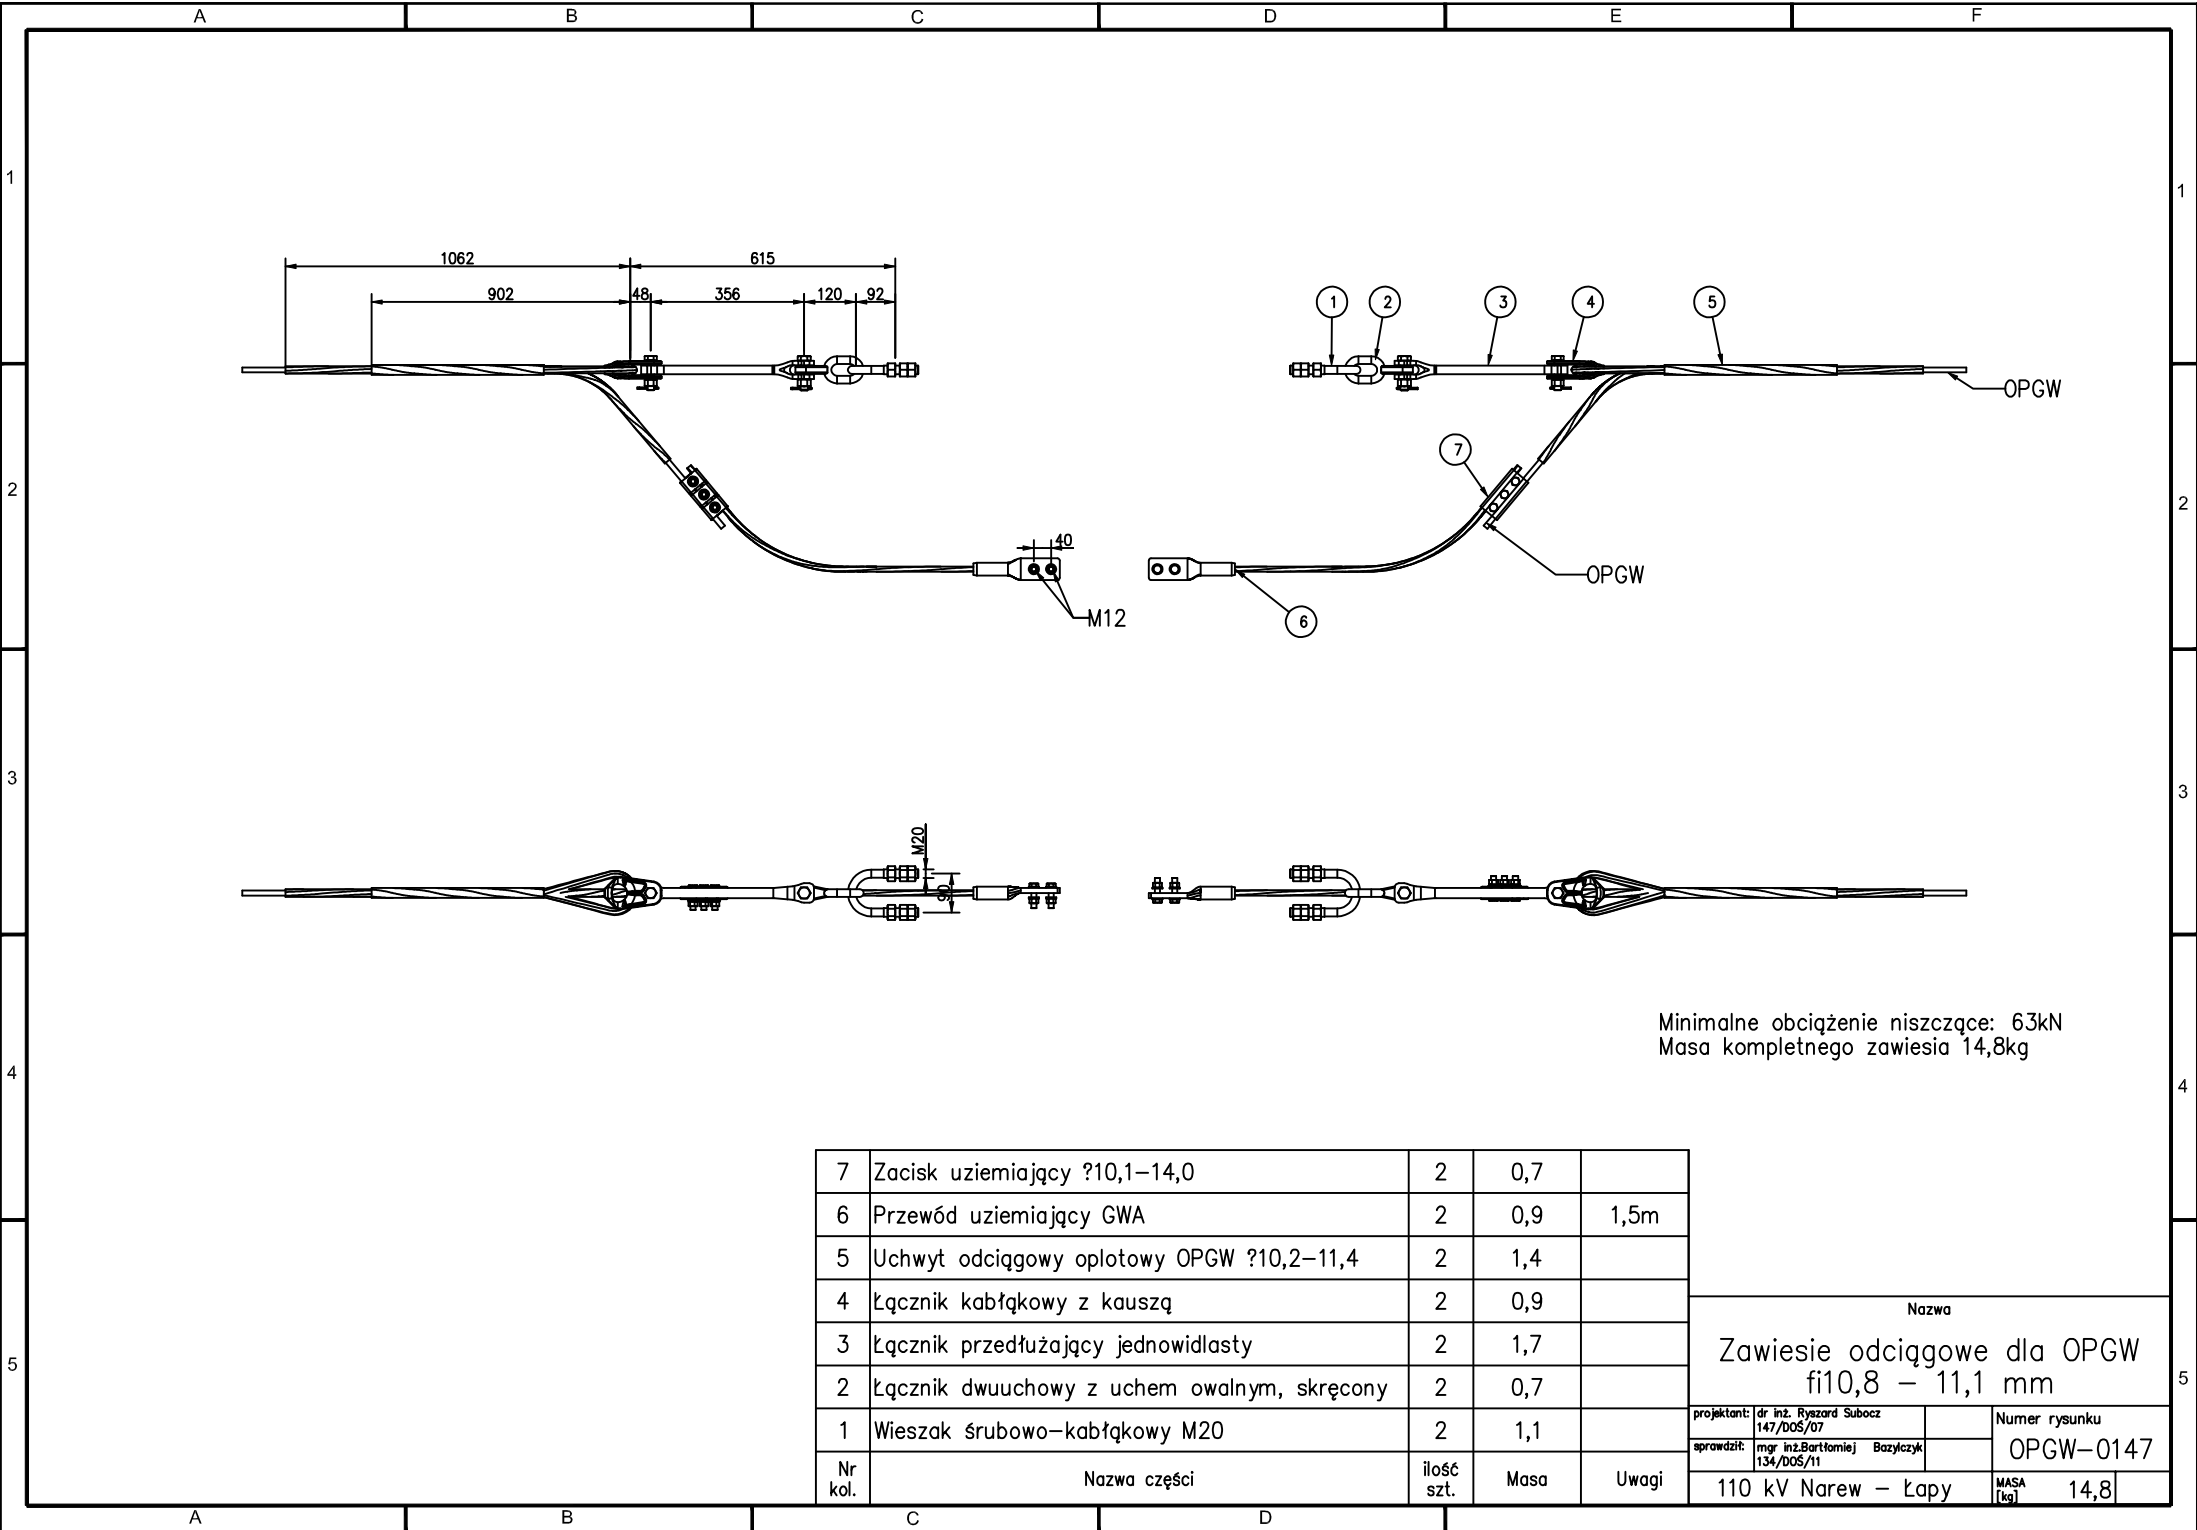 A B C D E F
1
1
1062 615
902 48 356 120 92
1 2 3 4 5
OPGW
7
2
2
40
OPGW
M12
6
3
3
M20
90
Minimalne obciążenie niszczące: 63kN
Masa kompletnego zawiesia 14,8kg
4
4
7 Zacisk uziemiający ?10,1-14,0 2 0,7
6 Przewód uziemiający GWA 2 0,9 1,5m
5 Uchwyt odciągowy oplotowy OPGW ?10,2-11,4 2 1,4
4 Łącznik kabłąkowy z kauszą 2 0,9
3 Łącznik przedłużający jednowidlasty 2 1,7
2 Łącznik dwuuchowy z uchem owalnym, skręcony 2 0,7
1 Wieszak śrubowo-kabłąkowy M20 2 1,1
Nr kol. Nazwa części ilość szt. Masa Uwagi
5
5
Nazwa
Zawiesie odciągowe dla OPGW
fi10,8 - 11,1 mm
projektant: dr inż. Ryszard Subocz
147/DOŚ/07
sprawdził: mgr inż.Bartłomiej Bazylczyk
134/DOŚ/11
Numer rysunku
OPGW-0147
110 kV Narew - Łapy
MASA [kg] 14,8
A B C D